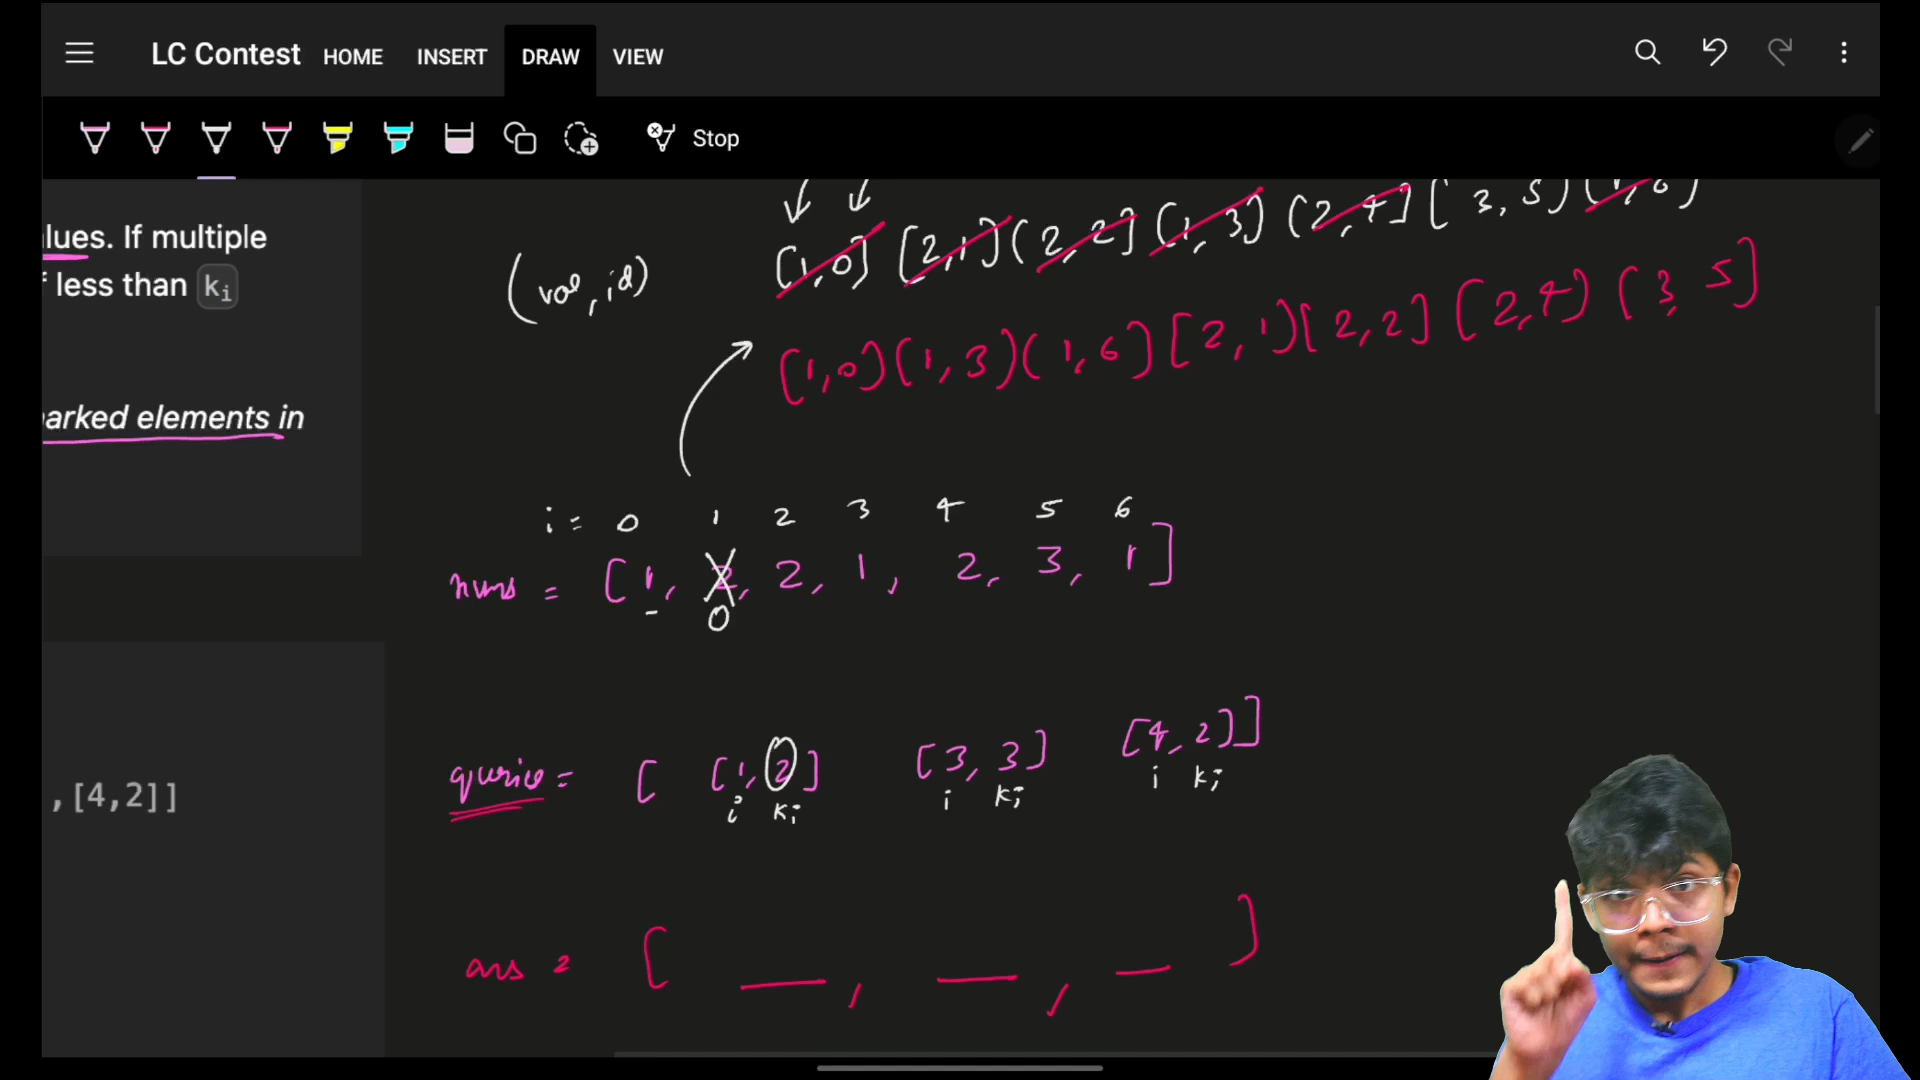 LC Contest HOME INSERT DRAW VIEW
Stop
lues. If multiple
less than ki
arked elements in
,[4,2]]
[1,0] [2,1] (2,2] (1,3) (2,4] [3,5)
(val, id)
[1,0) (1,3) (1,6] [2,1) [2,2] [2,4) [3,5]
i = 0 1 2 3 4 5 6
nums = [1, 2, 2, 1, 2, 3, 1]
0
queries = [ [1, 2] [3, 3] [4, 2]]
i ki i ki i ki
ans = [ __, __, __ ]